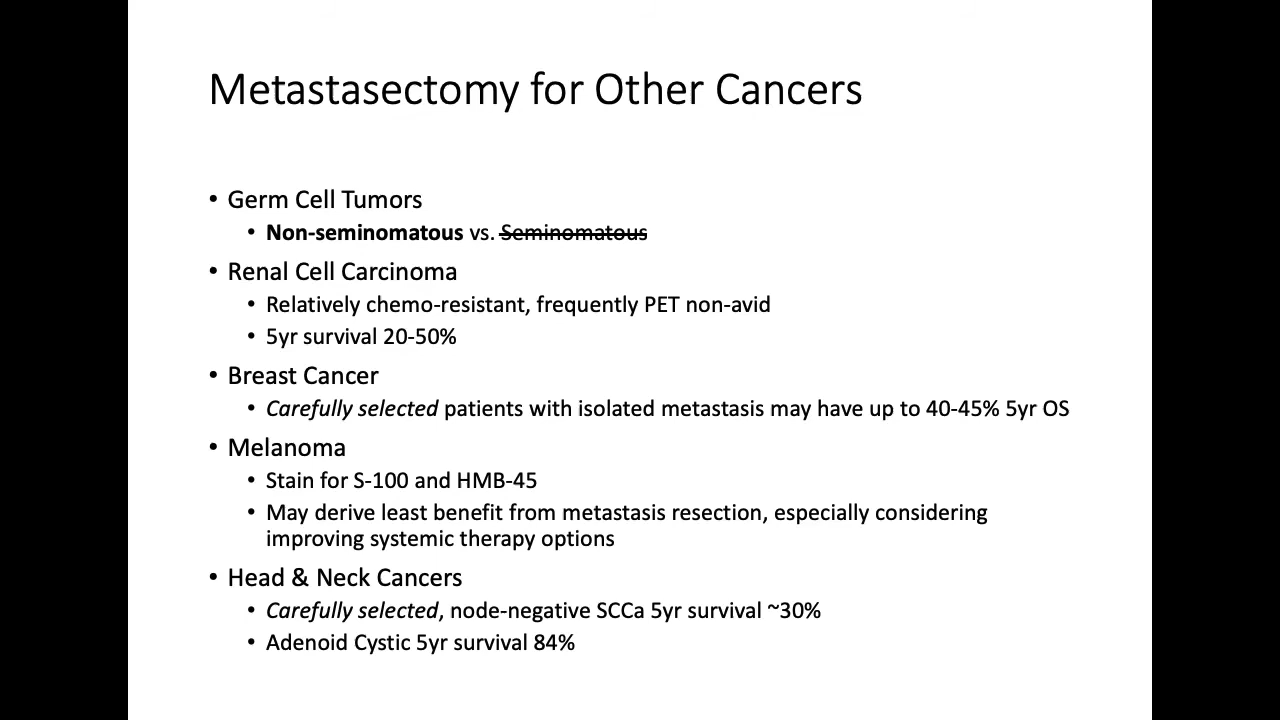 Metastasectomy for Other Cancers
• Germ Cell Tumors
• Non-seminomatous vs. Seminomatous
• Renal Cell Carcinoma
• Relatively chemo-resistant, frequently PET non-avid
• 5yr survival 20-50%
• Breast Cancer
• Carefully selected patients with isolated metastasis may have up to 40-45% 5yr OS
• Melanoma
• Stain for S-100 and HMB-45
• May derive least benefit from metastasis resection, especially considering
improving systemic therapy options
• Head & Neck Cancers
• Carefully selected, node-negative SCCa 5yr survival ~30%
• Adenoid Cystic 5yr survival 84%